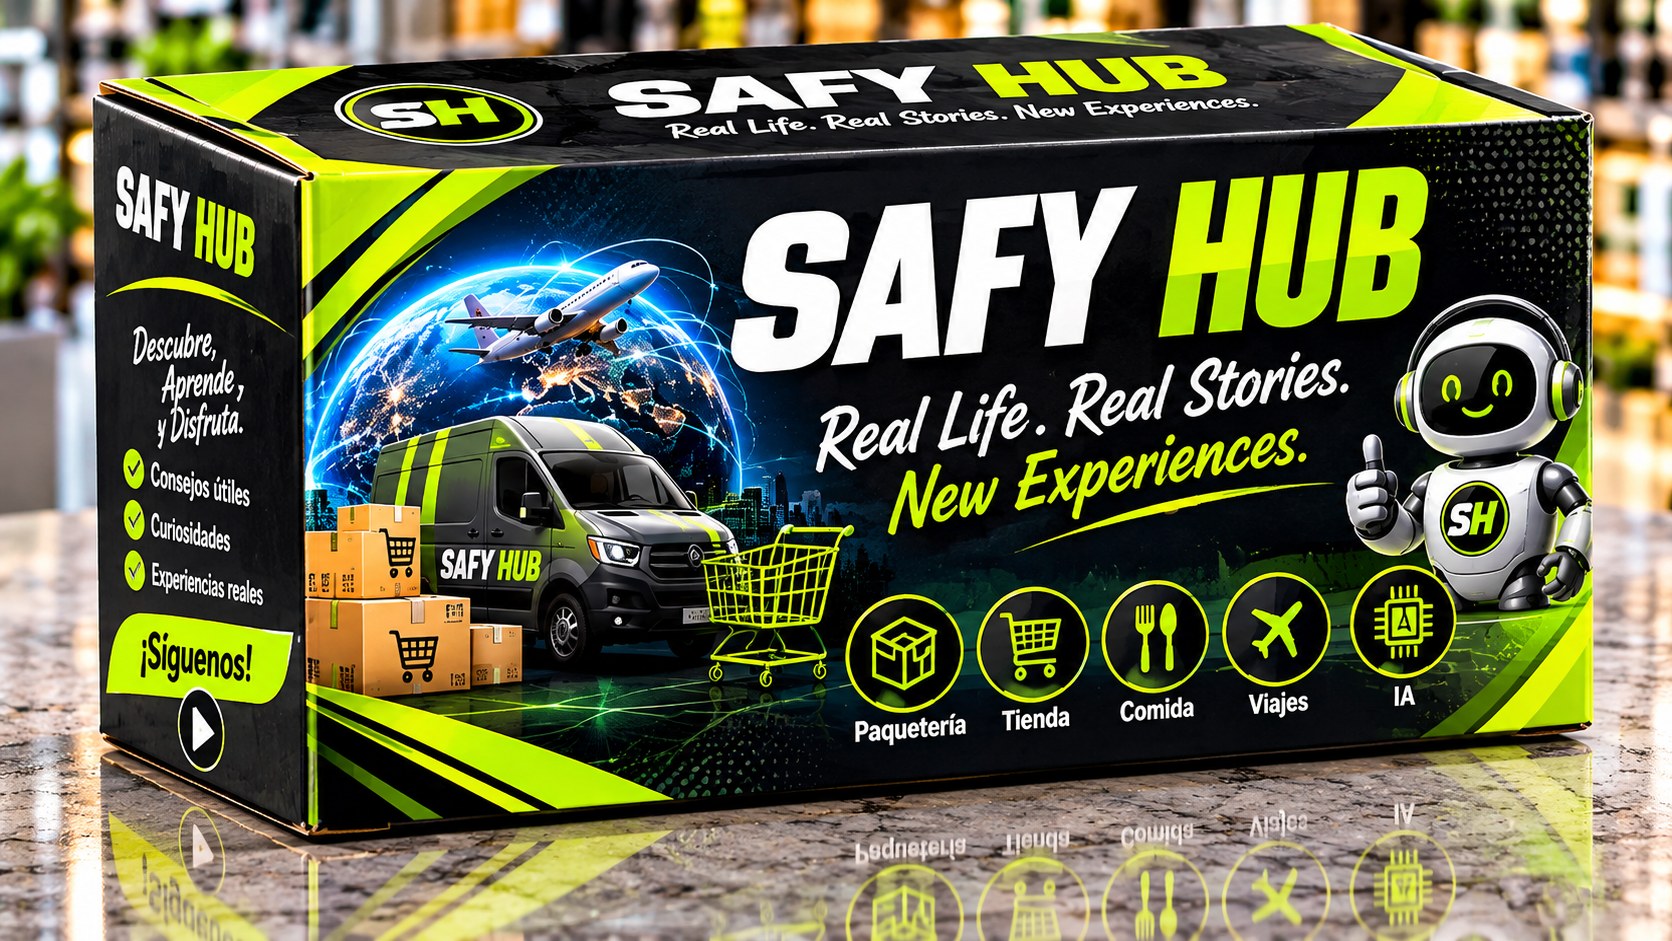 SH
SAFY HUB
Real Life. Real Stories. New Experiences.
SAFY HUB
Descubre,
Aprende,
y Disfruta.
Consejos útiles
Curiosidades
Experiencias reales
¡Síguenos!
SAFY HUB
Real Life. Real Stories.
New Experiences.
SAFY HUB
SH
Paquetería
Tienda
Comida
Viajes
A
IA